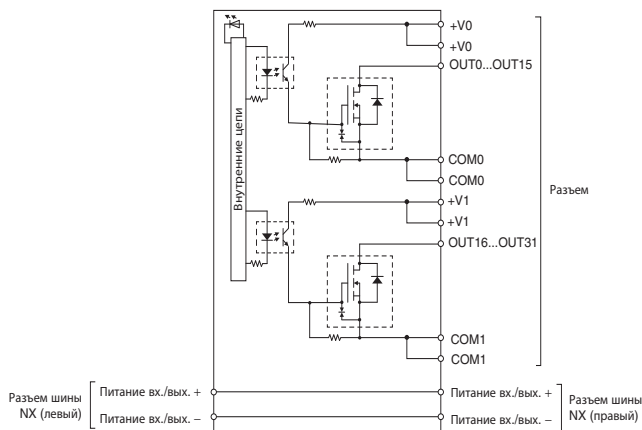 +V0
+V0
OUT0...OUT15
Внутренние цепи
COM0
COM0
Разъем
+V1
+V1
OUT16...OUT31
COM1
COM1
Разъем шины
NX (левый)
Питание вх./вых. +
Питание вх./вых. –
Питание вх./вых. +
Питание вх./вых. –
Разъем шины
NX (правый)